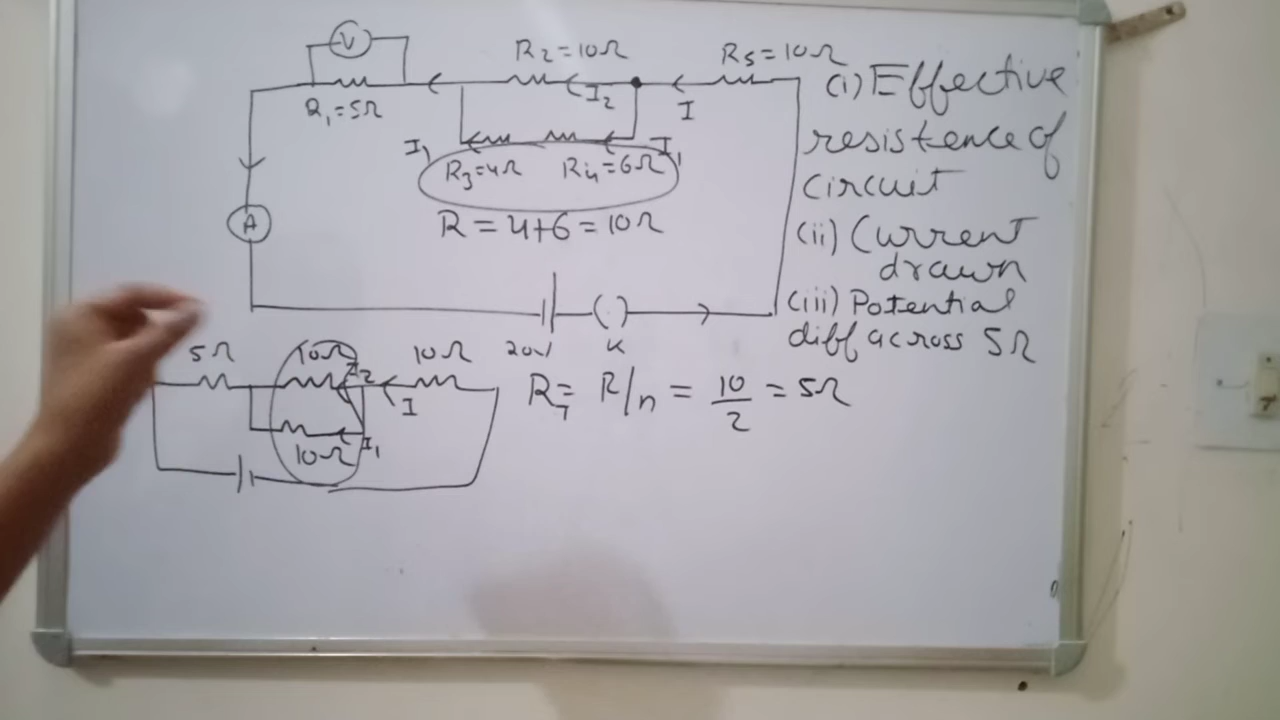 V
R2=10Ω
R5=10Ω
R1=5Ω
I2
I
I1
I1
R3=4Ω R4=6Ω
R = 4+6 = 10Ω
A
20v
K
(i) Effective
resistence of
circuit
(ii) Current
drawn
(iii) Potential
diff across 5Ω
5Ω 10Ω 10Ω
I2
I
I1
10Ω
R = R/n = 10/2 = 5Ω